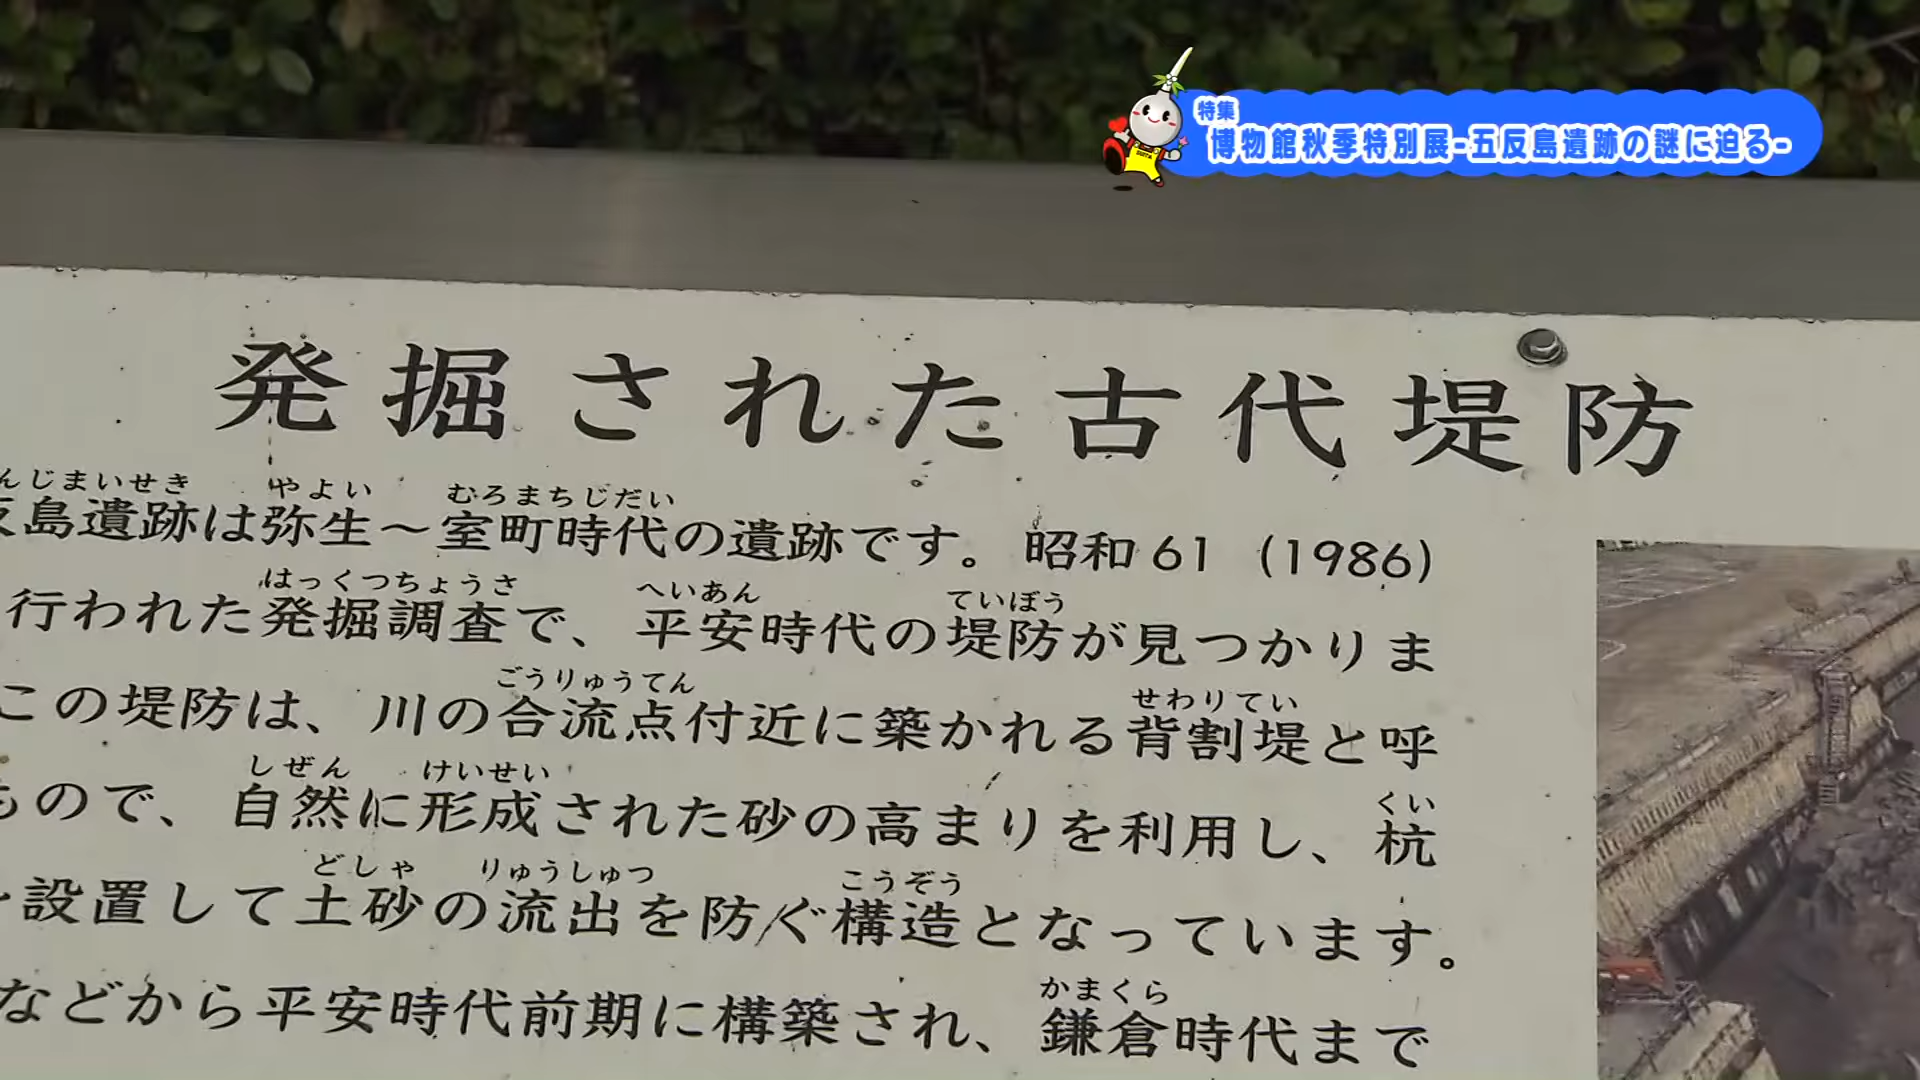 特集
博物館秋季特別展-五反島遺跡の謎に迫る-
発掘された古代堤防
んじまいせき やよい むろまちじだい
反島遺跡は弥生～室町時代の遺跡です。昭和61 (1986)
はっくつちょうさ へいあん ていぼう
行われた発掘調査で、平安時代の堤防が見つかりま
ごうりゅうてん せわりてい
この堤防は、川の合流点付近に築かれる背割堤と呼
しぜん けいせい くい
もので、自然に形成された砂の高まりを利用し、杭
どしゃ りゅうしゅつ こうぞう
設置して土砂の流出を防ぐ構造となっています。
かまくら
などから平安時代前期に構築され、鎌倉時代まで